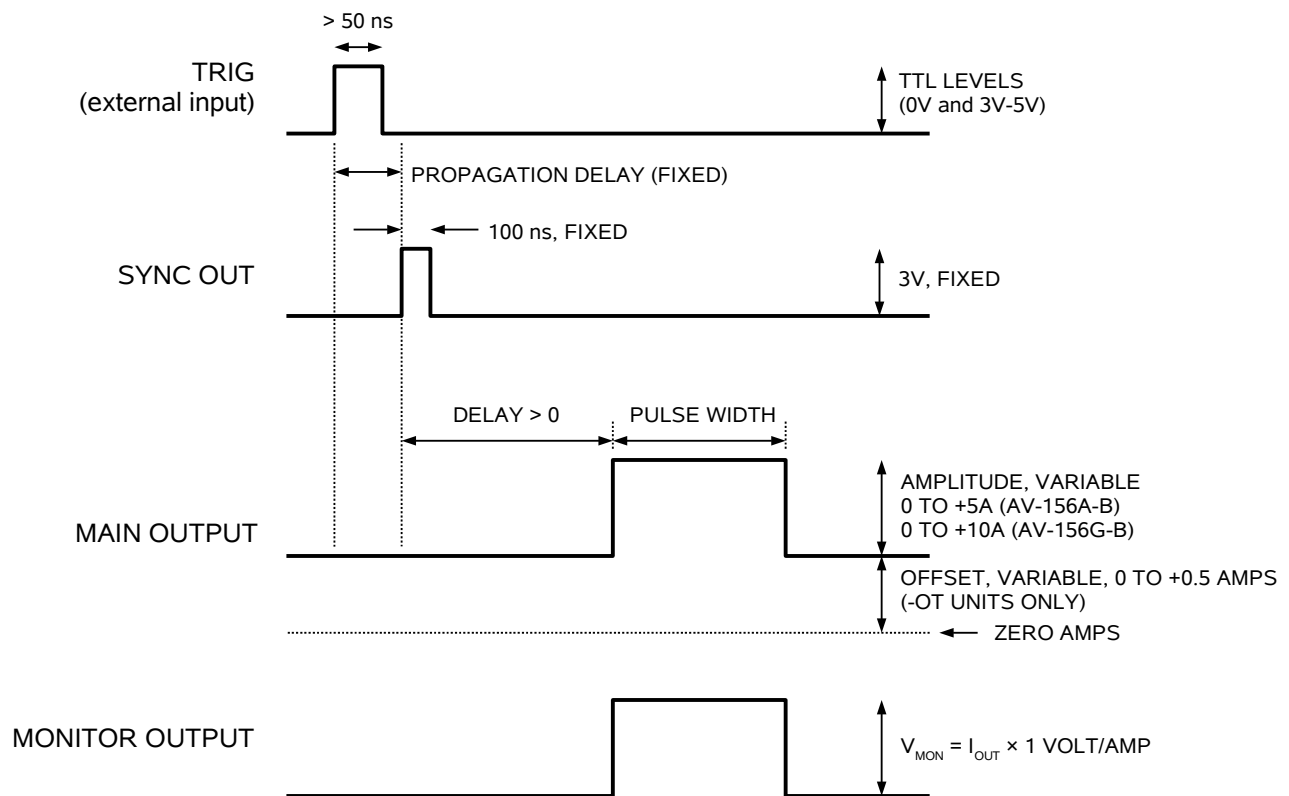 > 50 ns
TRIG
(external input)
TTL LEVELS
(0V and 3V-5V)
PROPAGATION DELAY (FIXED)
100 ns, FIXED
SYNC OUT
3V, FIXED
DELAY > 0
PULSE WIDTH
MAIN OUTPUT
AMPLITUDE, VARIABLE
0 TO +5A (AV-156A-B)
0 TO +10A (AV-156G-B)
OFFSET, VARIABLE, 0 TO +0.5 AMPS
(-OT UNITS ONLY)
ZERO AMPS
MONITOR OUTPUT
VMON = IOUT × 1 VOLT/AMP